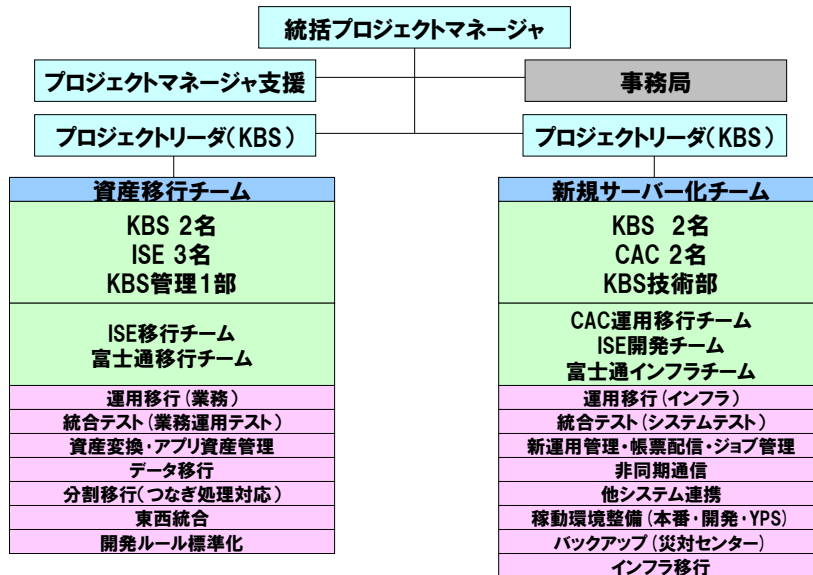 統括プロジェクトマネージャ
プロジェクトマネージャ支援
事務局
プロジェクトリーダ(KBS)
プロジェクトリーダ(KBS)
資産移行チーム
KBS 2名
ISE 3名
KBS管理1部
ISE移行チーム
富士通移行チーム
運用移行(業務)
統合テスト(業務運用テスト)
資産変換・アプリ資産管理
データ移行
分割移行(つなぎ処理対応)
東西統合
開発ルール標準化
新規サーバー化チーム
KBS 2名
CAC 2名
KBS技術部
CAC運用移行チーム
ISE開発チーム
富士通インフラチーム
運用移行(インフラ)
統合テスト(システムテスト)
新運用管理・帳票配信・ジョブ管理
非同期通信
他システム連携
稼動環境整備(本番・開発・YPS)
バックアップ(災対センター)
インフラ移行